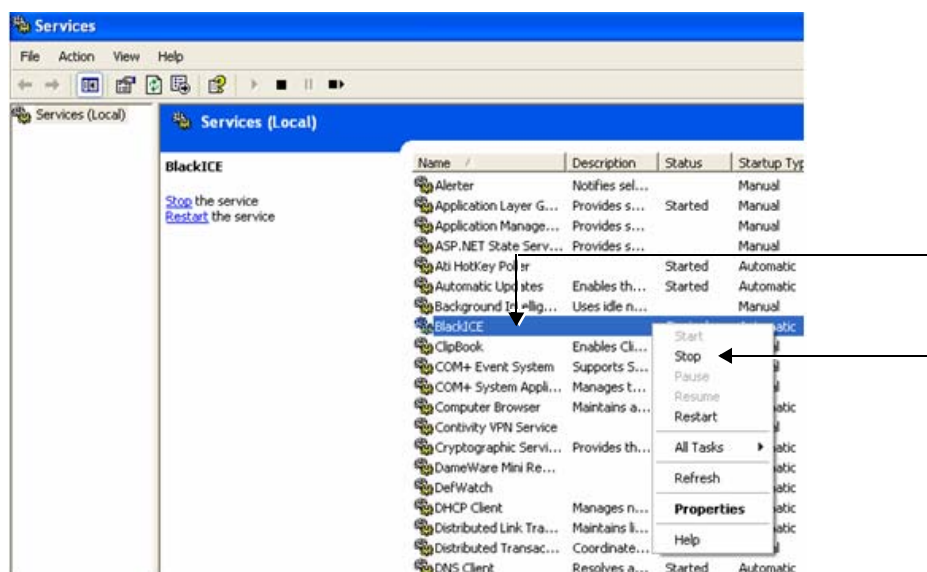 Services
File Action View Help
Services (Local)
Services (Local)
BlackICE
Stop the service
Restart the service
Name / Description Status Startup Typ
Alerter Notifies sel... Manual
Application Layer G... Provides s... Started Manual
Application Manage... Provides s... Manual
ASP.NET State Serv... Provides s... Manual
Ati HotKey Started Automatic
Automatic Updates Enables th... Started Automatic
Background Uses idle n... Manual
BlackICE
ClipBook Enables Cli...
COM+ Event System Supports S...
COM+ System Appli... Manages t...
Computer Browser Maintains a...
Contivity VPN Service
Cryptographic Servi... Provides th...
DameWare Mini Re...
DefWatch
DHCP Client Manages n...
Distributed Link Tra... Maintains li...
Distributed Transac... Coordinate...
DNS Client Resolves a... Started Automatic
Start
Stop
Pause
Resume
Restart
All Tasks
Refresh
Properties
Help